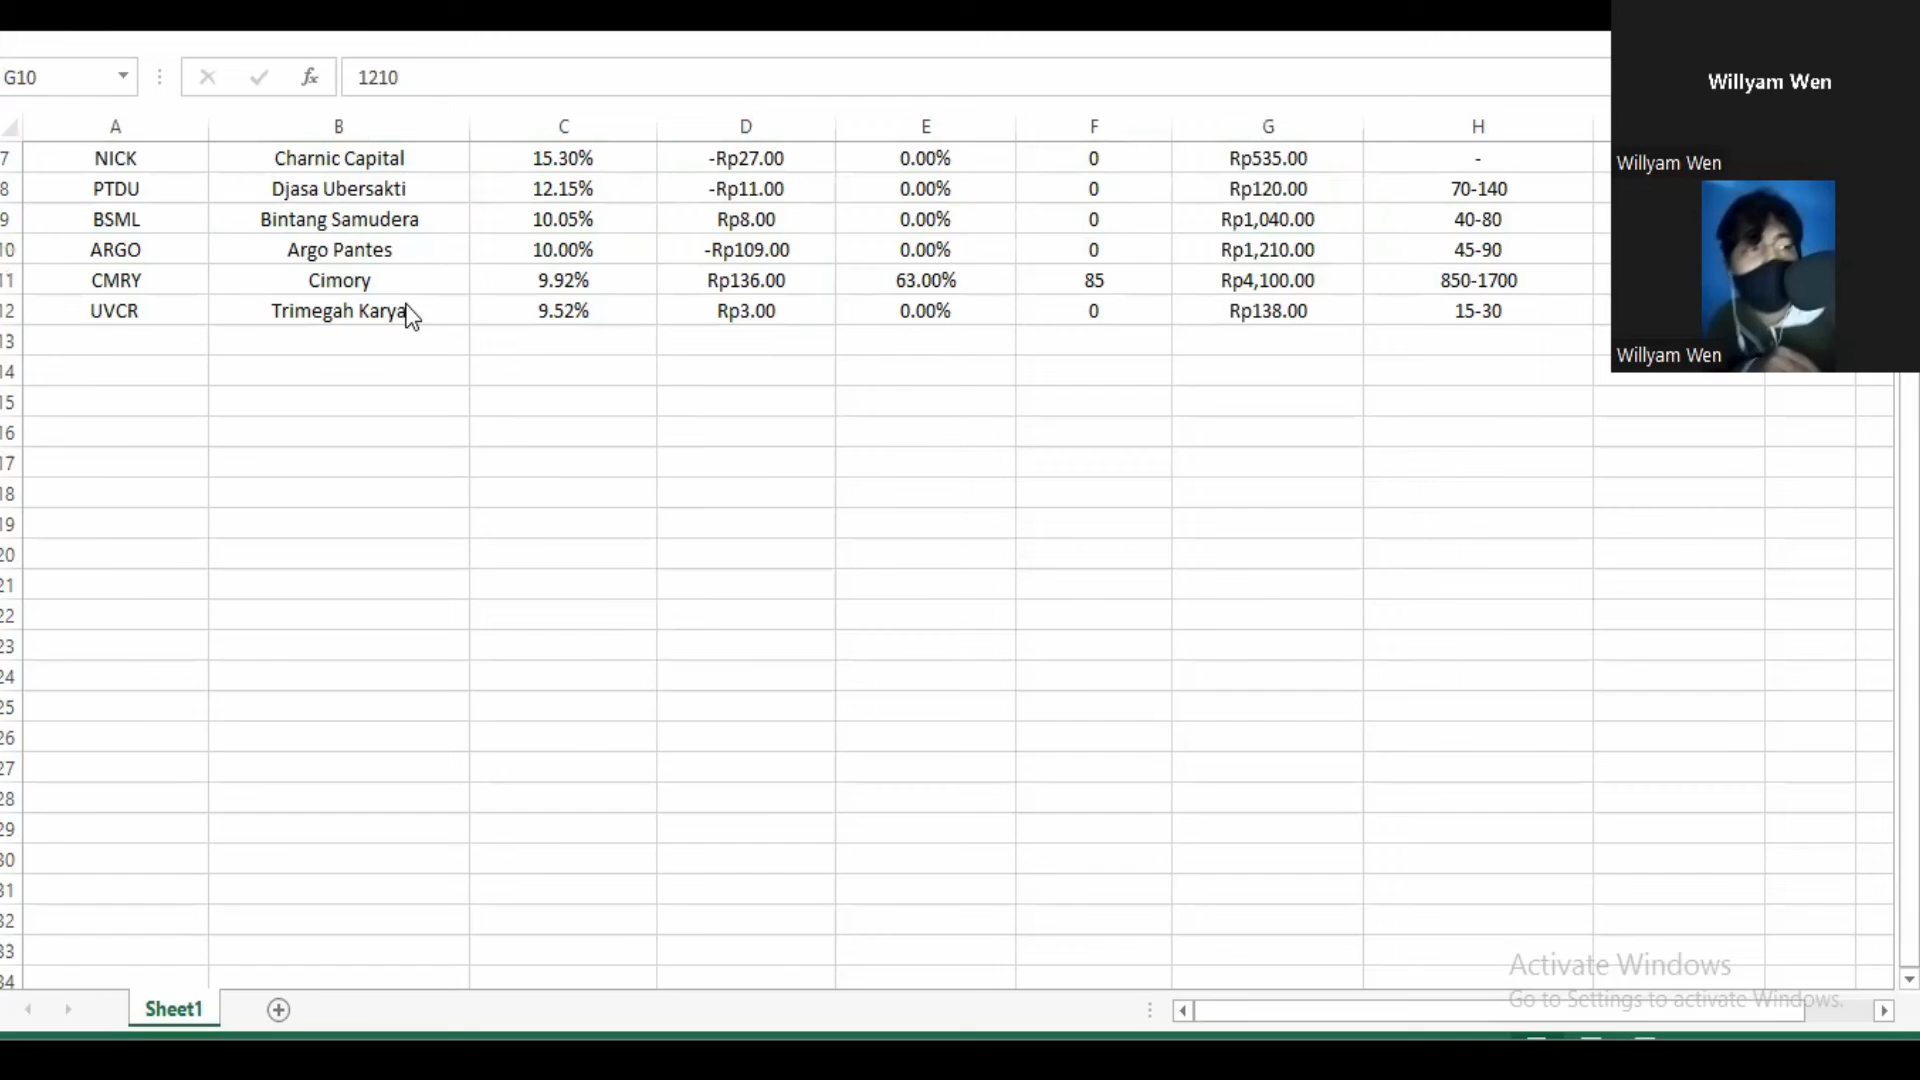 Willyam Wen
G10 fx 1210
A B C D E F G H
7 NICK Charnic Capital 15.30% -Rp27.00 0.00% 0 Rp535.00 -
8 PTDU Djasa Ubersakti 12.15% -Rp11.00 0.00% 0 Rp120.00 70-140
9 BSML Bintang Samudera 10.05% Rp8.00 0.00% 0 Rp1,040.00 40-80
10 ARGO Argo Pantes 10.00% -Rp109.00 0.00% 0 Rp1,210.00 45-90
11 CMRY Cimory 9.92% Rp136.00 63.00% 85 Rp4,100.00 850-1700
12 UVCR Trimegah Karya 9.52% Rp3.00 0.00% 0 Rp138.00 15-30
13
14
15
16
17
18
19
20
21
22
23
24
25
26
27
28
29
30
31
32
33
34
Willyam Wen
Willyam Wen
Activate Windows
Go to Settings to activate Windows.
Sheet1